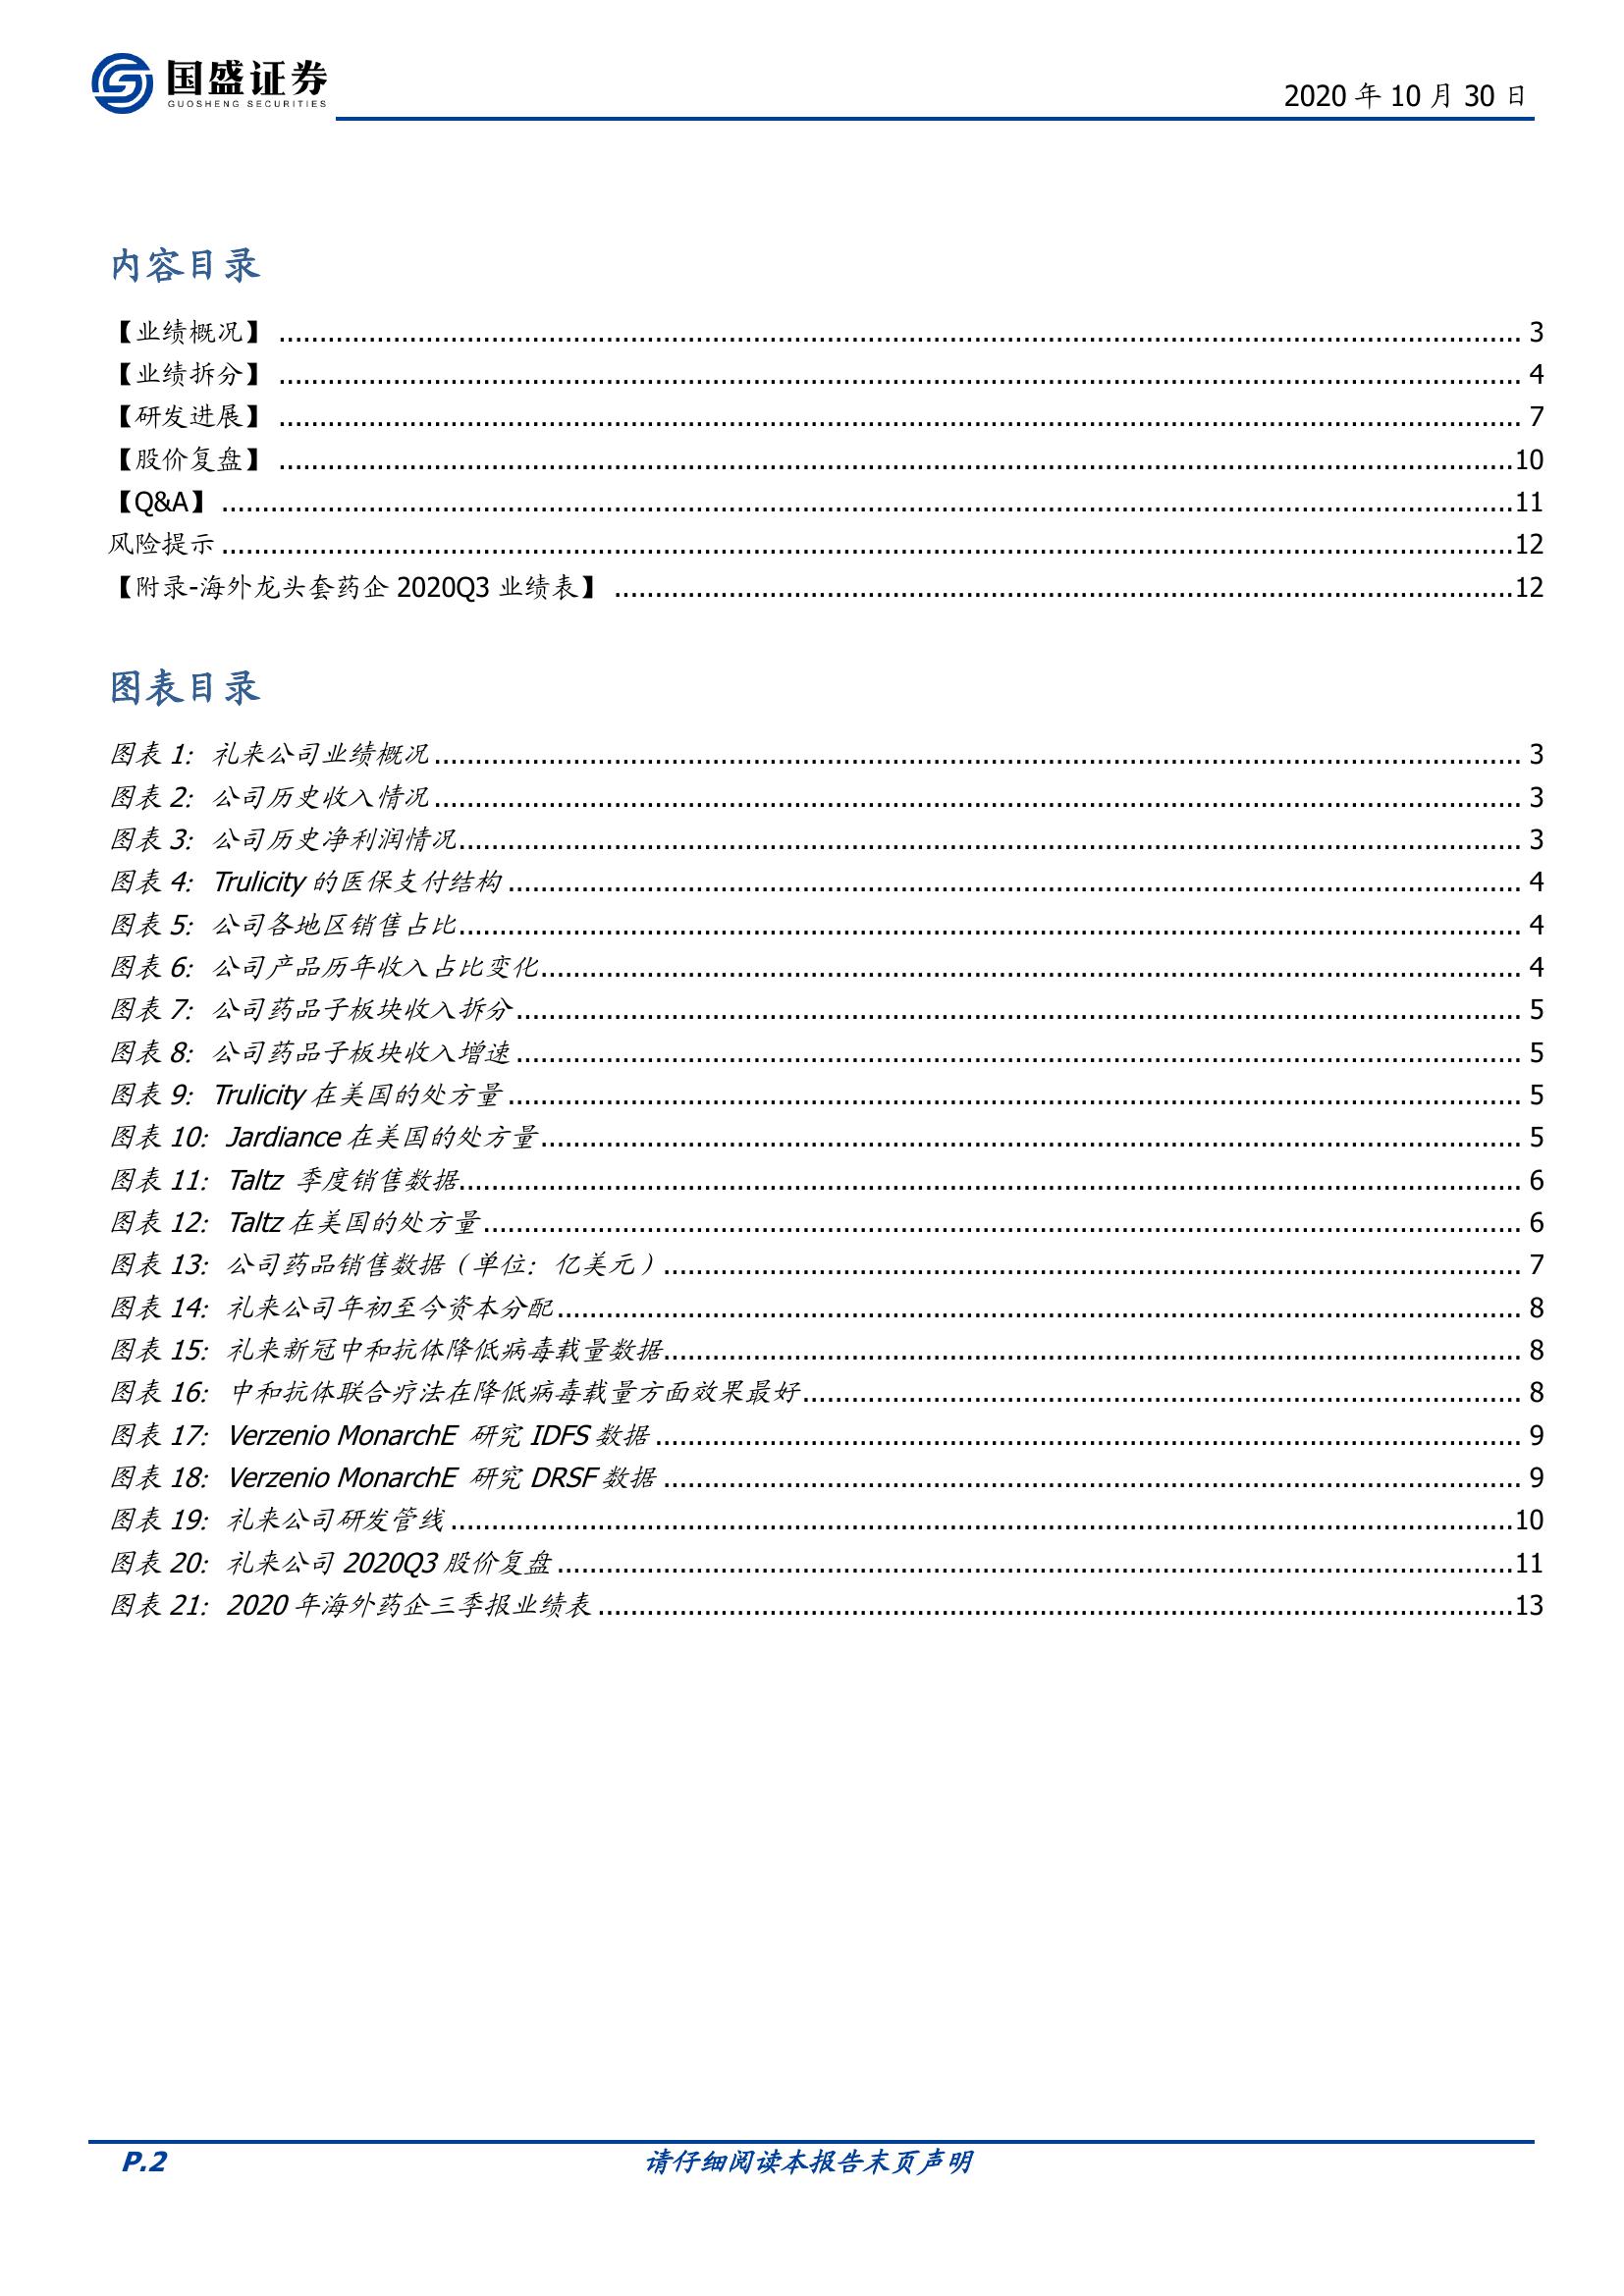 国盛证券
GUOSHENG SECURITIES
2020 年 10 月 30 日
内容目录
【业绩概况】 ........ 3
【业绩拆分】 ........ 4
【研发进展】 ........ 7
【股价复盘】 ........ 10
【Q&A】 ........ 11
风险提示 ........ 12
【附录-海外龙头套药企 2020Q3 业绩表】 ........ 12
图表目录
图表 1: 礼来公司业绩概况 ........ 3
图表 2: 公司历史收入情况 ........ 3
图表 3: 公司历史净利润情况 ........ 3
图表 4: Trulicity 的医保支付结构 ........ 4
图表 5: 公司各地区销售占比 ........ 4
图表 6: 公司产品历年收入占比变化 ........ 4
图表 7: 公司药品子板块收入拆分 ........ 5
图表 8: 公司药品子板块收入增速 ........ 5
图表 9: Trulicity 在美国的处方量 ........ 5
图表 10: Jardiance 在美国的处方量 ........ 5
图表 11: Taltz 季度销售数据 ........ 6
图表 12: Taltz 在美国的处方量 ........ 6
图表 13: 公司药品销售数据（单位：亿美元） ........ 7
图表 14: 礼来公司年初至今资本分配 ........ 8
图表 15: 礼来新冠中和抗体降低病毒载量数据 ........ 8
图表 16: 中和抗体联合疗法在降低病毒载量方面效果最好 ........ 8
图表 17: Verzenio MonarchE 研究 IDFS 数据 ........ 9
图表 18: Verzenio MonarchE 研究 DRSF 数据 ........ 9
图表 19: 礼来公司研发管线 ........ 10
图表 20: 礼来公司 2020Q3 股价复盘 ........ 11
图表 21: 2020 年海外药企三季报业绩表 ........ 13
P.2 请仔细阅读本报告末页声明